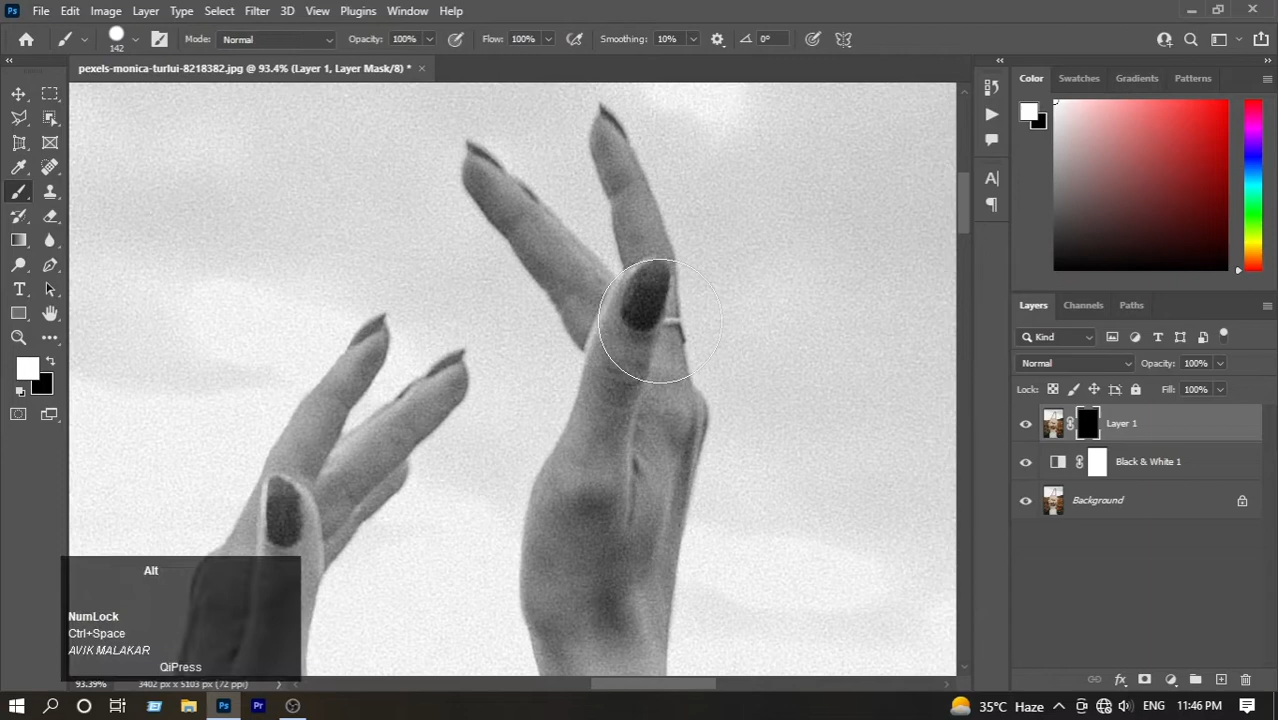 Ps File Edit Image Layer Type Select Filter 3D View Plugins Window Help
142 Mode: Normal Opacity: 100% Flow: 100% Smoothing: 10% 0°
pexels-monica-turlui-8218382.jpg @ 93.4% (Layer 1, Layer Mask/8) *
Color Swatches Gradients Patterns
Layers Channels Paths
Kind
Normal Opacity: 100%
Lock: Fill: 100%
Layer 1
Black & White 1
Background
Alt
NumLock
Ctrl+Space
AVIK MALAKAR
QiPress
93.39% 3402 px x 5103 px (72 ppi)
Ps Pr 35°C Haze ENG 11:46 PM